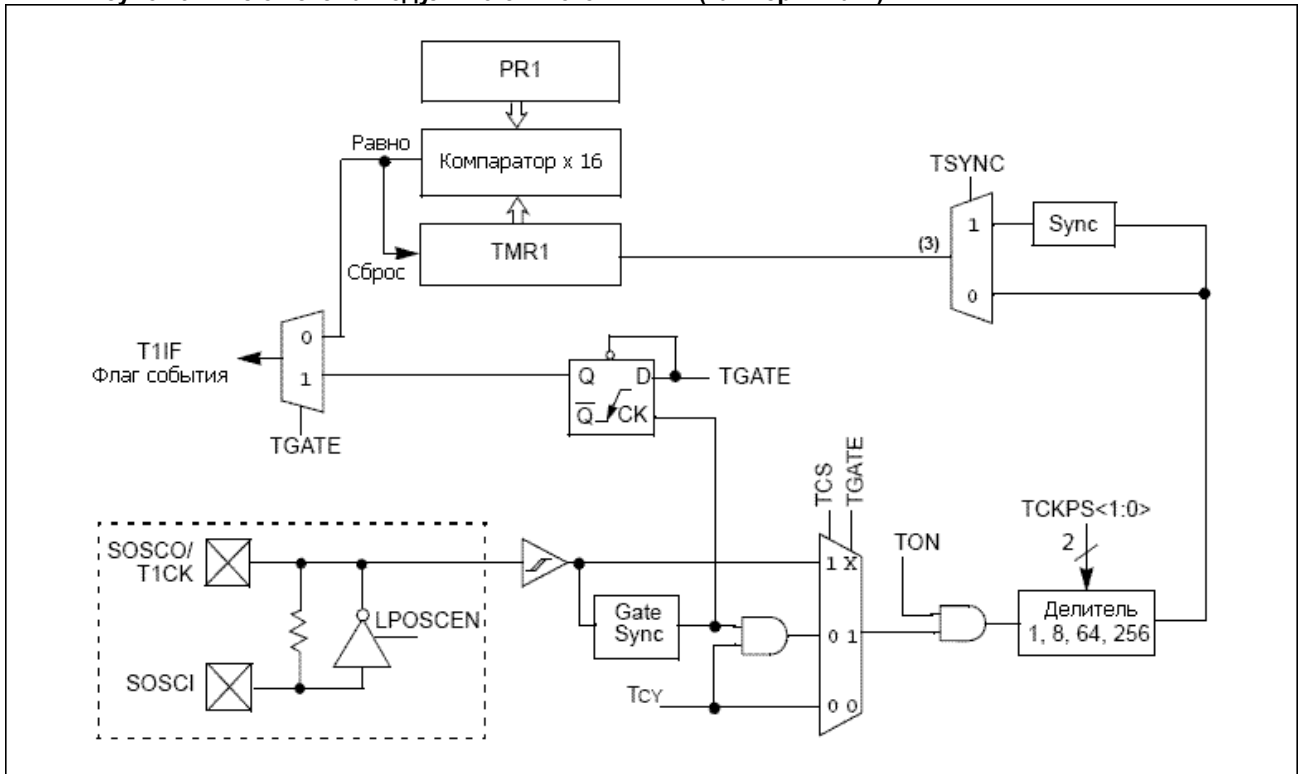 PR1
Равно
Компаратор x 16
TSYNC
1
Sync
(3)
TMR1
Сброс
0
T1IF
Флаг события
0
1
TGATE
Q
D
TGATE
Q
CK
TCS
TGATE
TCKPS<1:0>
2
TON
SOSCO/
T1CK
1 X
LPOSCEN
Gate
Sync
0 1
Делитель
1, 8, 64, 256
SOSCI
TCY
0 0